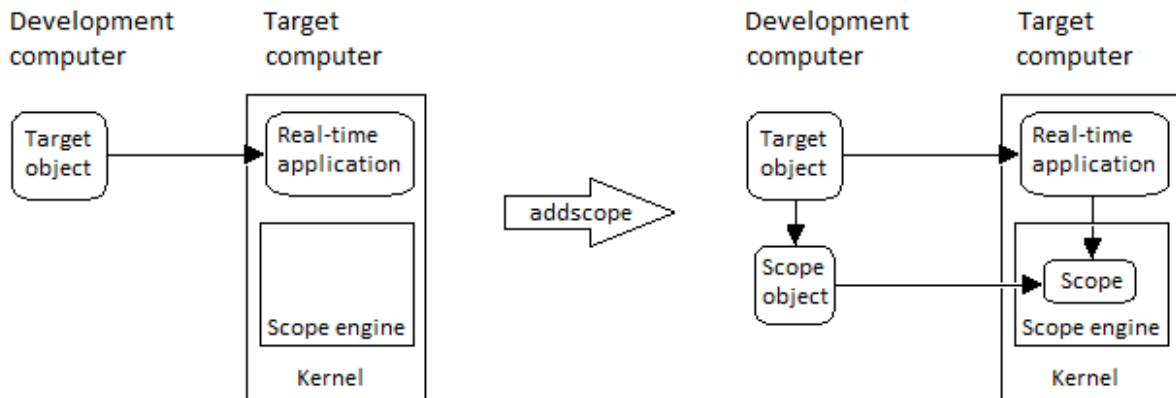 Development
computer
Target
computer
Target
object
Real-time
application
Scope engine
Kernel
addscope
Development
computer
Target
computer
Target
object
Real-time
application
Scope
object
Scope
Scope engine
Kernel